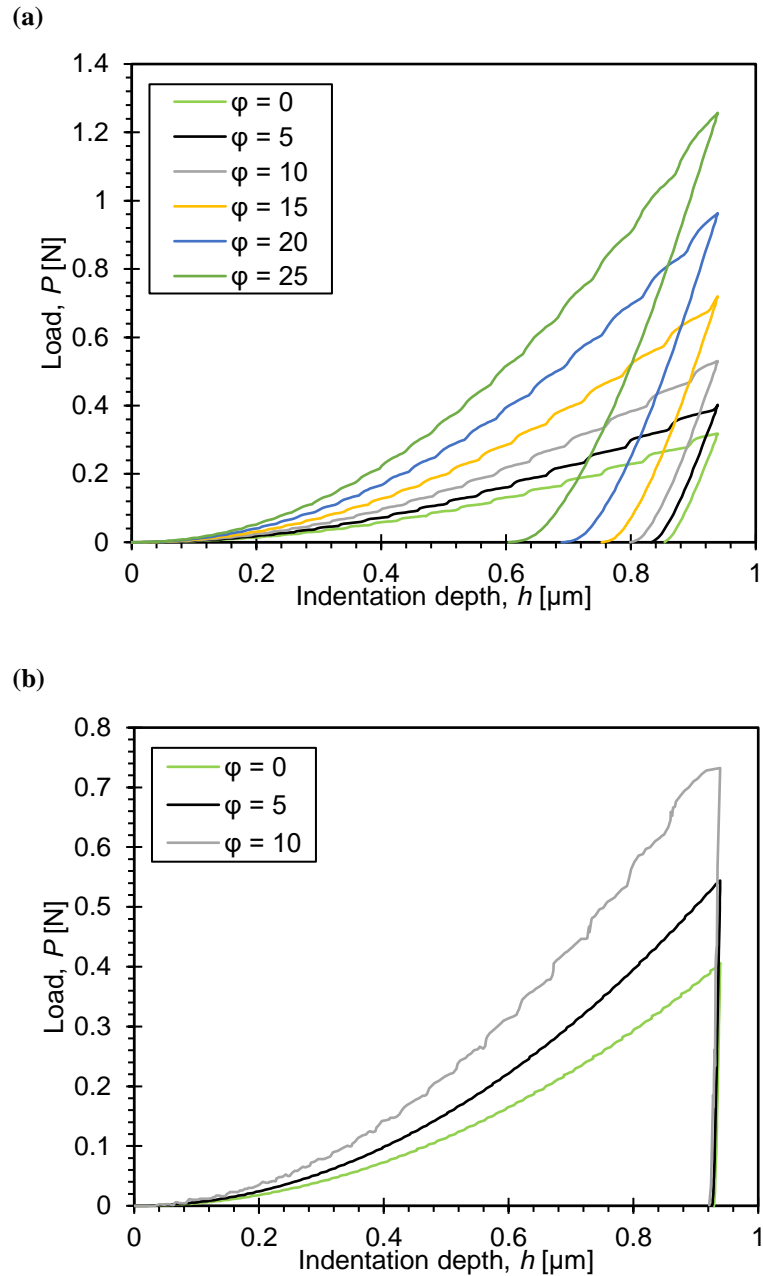 (a)
1.4
1.2
1
0.8
0.6
0.4
0.2
0
Load, P [N]
φ = 0
φ = 5
φ = 10
φ = 15
φ = 20
φ = 25
0 0.2 0.4 0.6 0.8 1
Indentation depth, h [µm]
(b)
0.8
0.7
0.6
0.5
0.4
0.3
0.2
0.1
0
Load, P [N]
φ = 0
φ = 5
φ = 10
0 0.2 0.4 0.6 0.8 1
Indentation depth, h [µm]